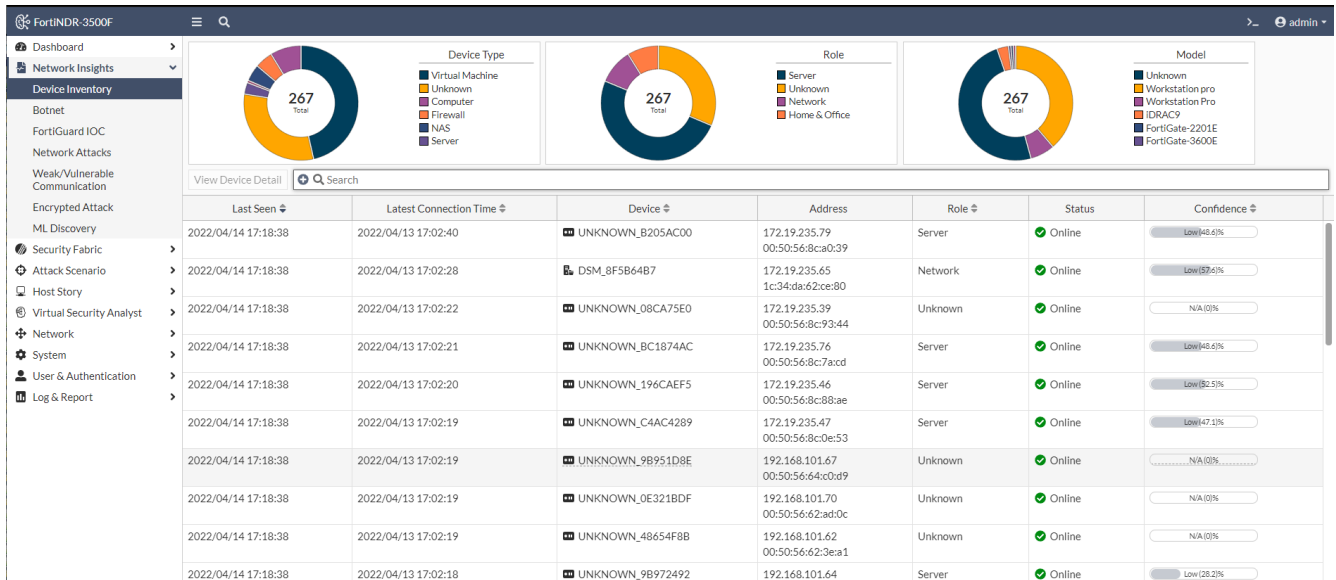 FortiNDR-3500F
admin
Dashboard
Network Insights
Device Inventory
Botnet
FortiGuard IOC
Network Attacks
Weak/Vulnerable
Communication
Encrypted Attack
ML Discovery
Security Fabric
Attack Scenario
Host Story
Virtual Security Analyst
Network
System
User & Authentication
Log & Report
267
Total
Device Type
Virtual Machine
Unknown
Computer
Firewall
NAS
Server
267
Total
Role
Server
Unknown
Network
Home & Office
267
Total
Model
Unknown
Workstation pro
Workstation Pro
IDRAC9
FortiGate-2201E
FortiGate-3600E
View Device Detail Search
Last Seen Latest Connection Time Device Address Role Status Confidence
2022/04/14 17:18:38 2022/04/13 17:02:40 UNKNOWN_B205AC00 172.19.235.79 Server Online Low (48.6)%
00:50:56:8c:a0:39
2022/04/14 17:18:38 2022/04/13 17:02:28 DSM_8F5B64B7 172.19.235.65 Network Online Low (57.6)%
1c:34:da:62:ce:80
2022/04/14 17:18:38 2022/04/13 17:02:22 UNKNOWN_08CA75E0 172.19.235.39 Unknown Online N/A (0)%
00:50:56:8c:93:44
2022/04/14 17:18:38 2022/04/13 17:02:21 UNKNOWN_BC1874AC 172.19.235.76 Server Online Low (48.6)%
00:50:56:8c:7a:cd
2022/04/14 17:18:38 2022/04/13 17:02:20 UNKNOWN_196CAEF5 172.19.235.46 Server Online Low (52.5)%
00:50:56:8c:88:ae
2022/04/14 17:18:38 2022/04/13 17:02:19 UNKNOWN_C4AC4289 172.19.235.47 Server Online Low (47.1)%
00:50:56:8c:0e:53
2022/04/14 17:18:38 2022/04/13 17:02:19 UNKNOWN_9B951D8E 192.168.101.67 Unknown Online N/A (0)%
00:50:56:64:c0:d9
2022/04/14 17:18:38 2022/04/13 17:02:19 UNKNOWN_0E321BDF 192.168.101.70 Unknown Online N/A (0)%
00:50:56:62:ad:0c
2022/04/14 17:18:38 2022/04/13 17:02:19 UNKNOWN_48654F8B 192.168.101.62 Unknown Online N/A (0)%
00:50:56:62:3e:a1
2022/04/14 17:18:38 2022/04/13 17:02:18 UNKNOWN_9B972492 192.168.101.64 Server Online Low (28.2)%